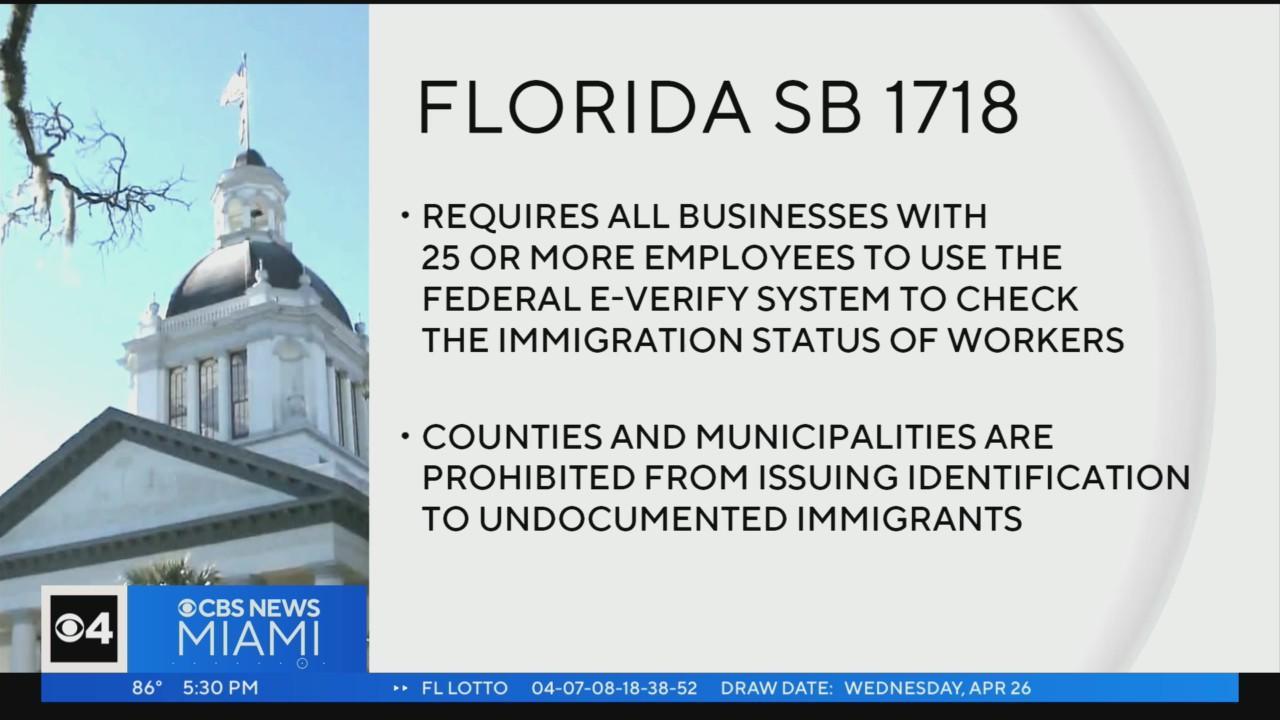 FLORIDA SB 1718
• REQUIRES ALL BUSINESSES WITH
25 OR MORE EMPLOYEES TO USE THE
FEDERAL E-VERIFY SYSTEM TO CHECK
THE IMMIGRATION STATUS OF WORKERS
• COUNTIES AND MUNICIPALITIES ARE
PROHIBITED FROM ISSUING IDENTIFICATION
TO UNDOCUMENTED IMMIGRANTS
4
CBS NEWS
MIAMI
86° 5:30 PM FL LOTTO 04-07-08-18-38-52 DRAW DATE: WEDNESDAY, APR 26